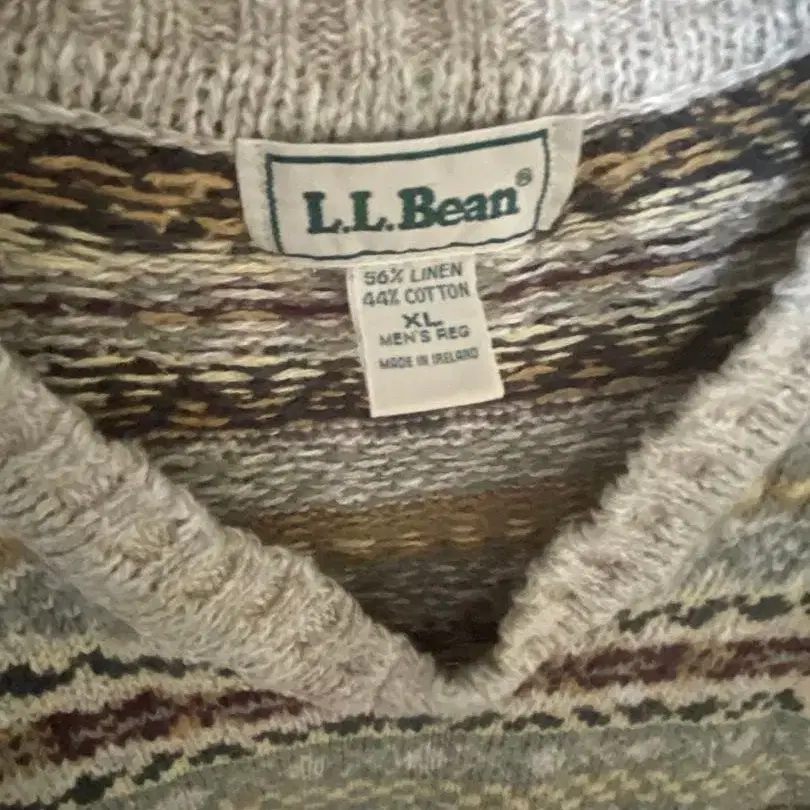 L.L.Bean®
56% LINEN
44% COTTON
XL
MEN'S REG
MADE IN IRELAND